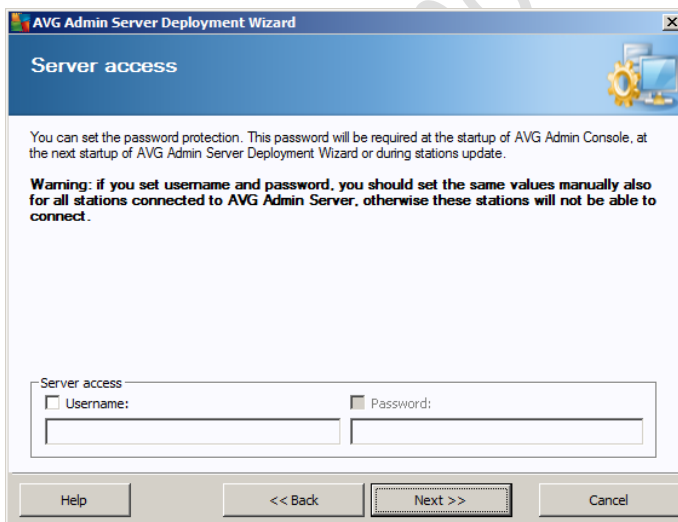 AVG Admin Server Deployment Wizard
Server access
You can set the password protection. This password will be required at the startup of AVG Admin Console, at
the next startup of AVG Admin Server Deployment Wizard or during stations update.
Warning: if you set username and password, you should set the same values manually also
for all stations connected to AVG Admin Server, otherwise these stations will not be able to
connect.
Server access
Username: Password:
Help << Back Next >> Cancel